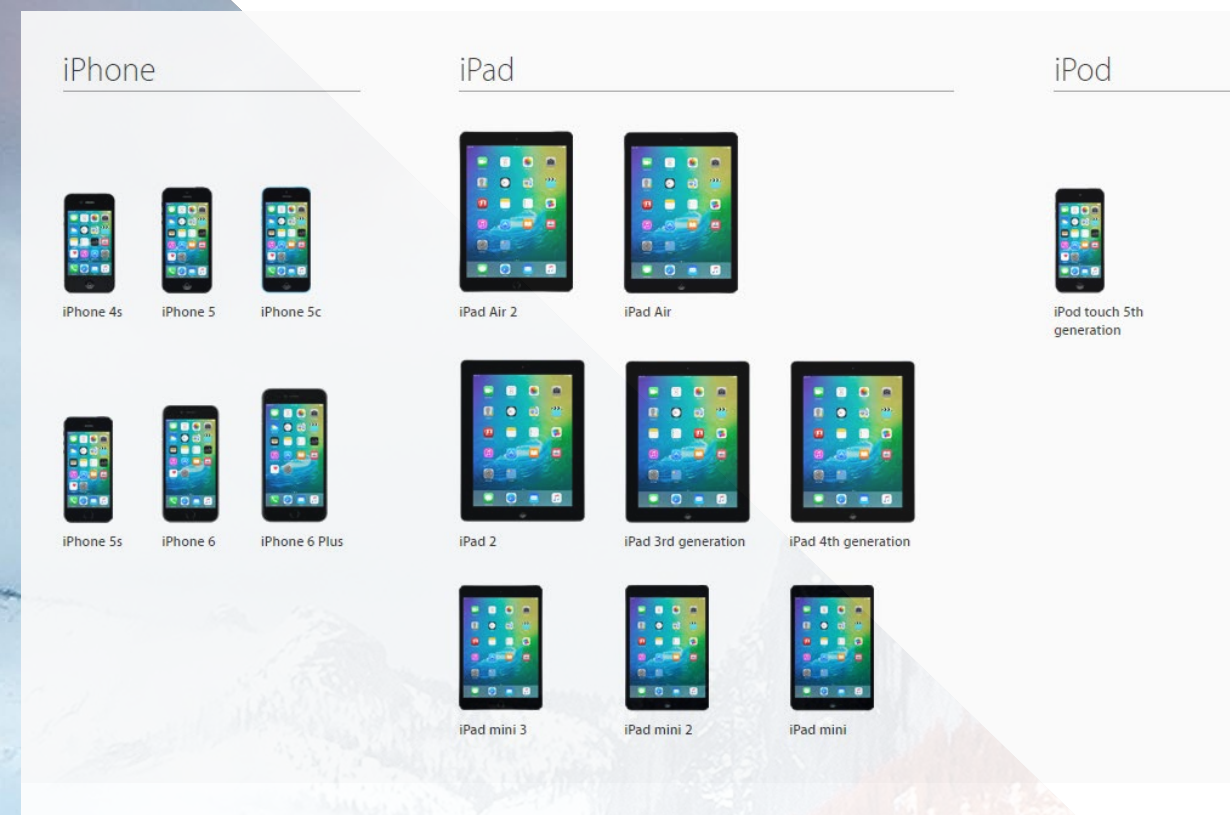 iPhone
iPad
iPod
iPhone 4s
iPhone 5
iPhone 5c
iPad Air 2
iPad Air
iPod touch 5th
generation
iPhone 5s
iPhone 6
iPhone 6 Plus
iPad 2
iPad 3rd generation
iPad 4th generation
iPad mini 3
iPad mini 2
iPad mini